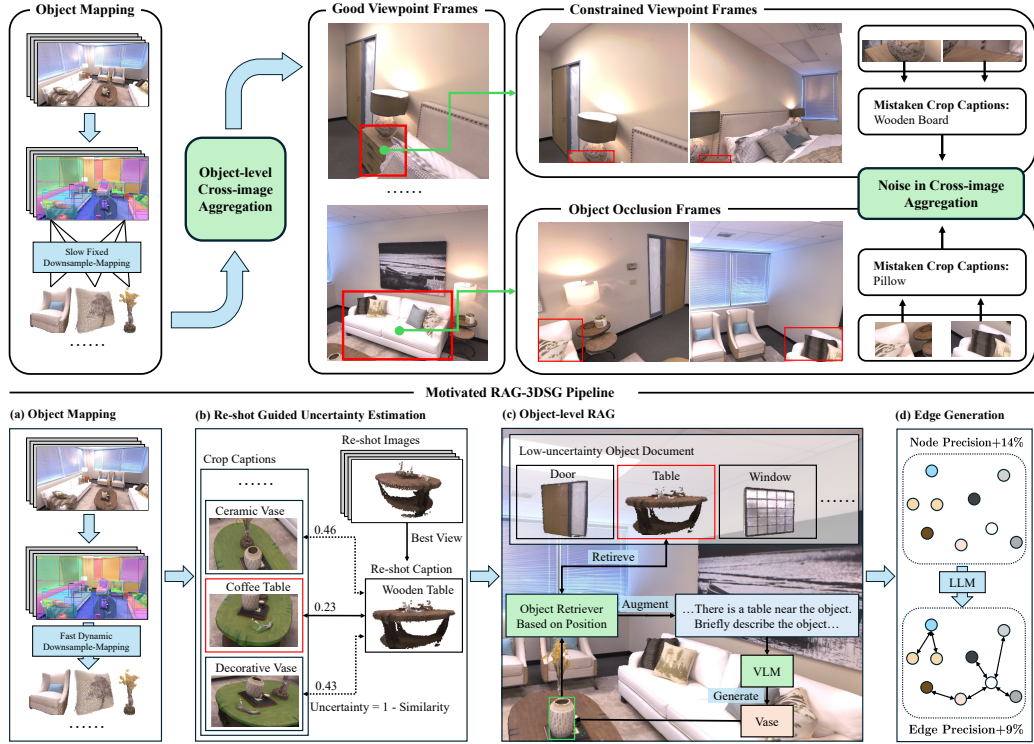 Object Mapping
Slow Fixed
Downsample-Mapping
......
Object-level
Cross-image
Aggregation
Good Viewpoint Frames
......
Constrained Viewpoint Frames
Mistaken Crop Captions:
Wooden Board
Noise in Cross-image
Aggregation
Object Occlusion Frames
Mistaken Crop Captions:
Pillow
Motivated RAG-3DSG Pipeline
(a) Object Mapping
Fast Dynamic
Downsample-Mapping
......
(b) Re-shot Guided Uncertainty Estimation
Crop Captions
......
Ceramic Vase
Coffee Table
Decorative Vase
0.46
0.23
0.43
Re-shot Images
Best View
Re-shot Caption
Wooden Table
Uncertainty = 1 - Similarity
(c) Object-level RAG
Low-uncertainty Object Document
Door
Table
Window
......
Retireve
Object Retriever
Based on Position
Augment
...There is a table near the object.
Briefly describe the object...
VLM
Generate
Vase
(d) Edge Generation
Node Precision+14%
LLM
Edge Precision+9%